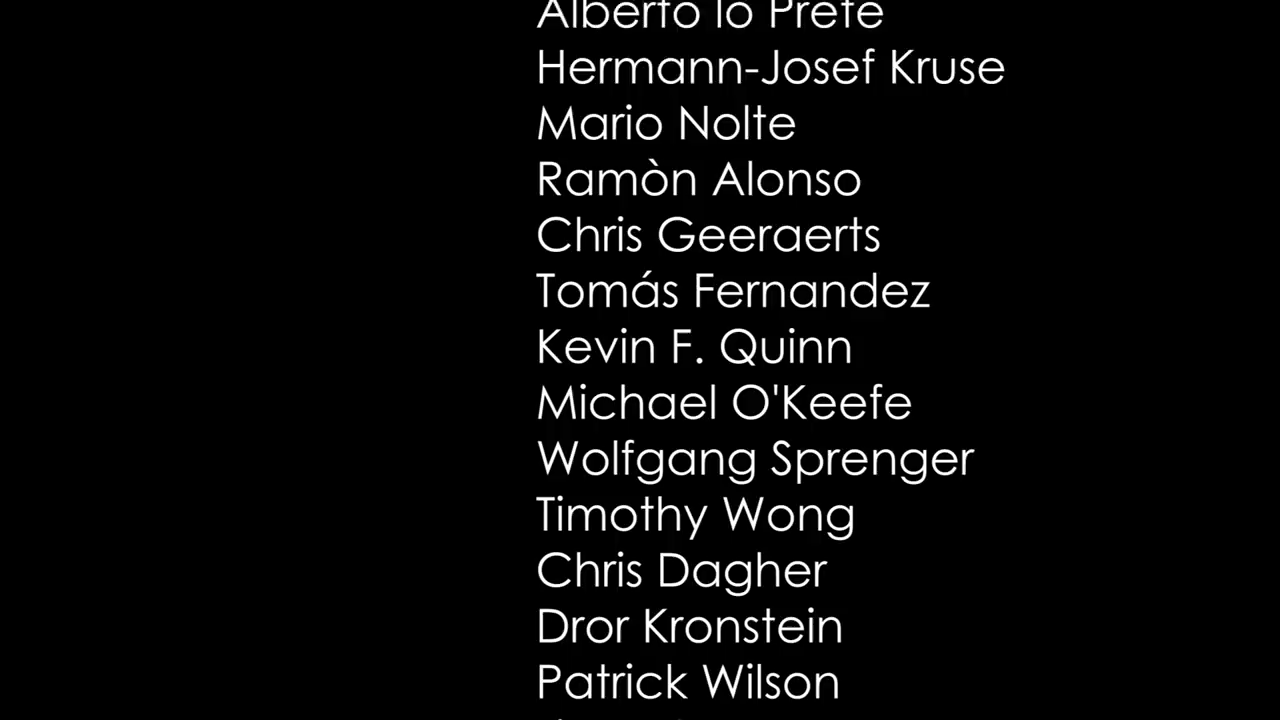 Alberto lo Prete
Hermann-Josef Kruse
Mario Nolte
Ramòn Alonso
Chris Geeraerts
Tomás Fernandez
Kevin F. Quinn
Michael O'Keefe
Wolfgang Sprenger
Timothy Wong
Chris Dagher
Dror Kronstein
Patrick Wilson